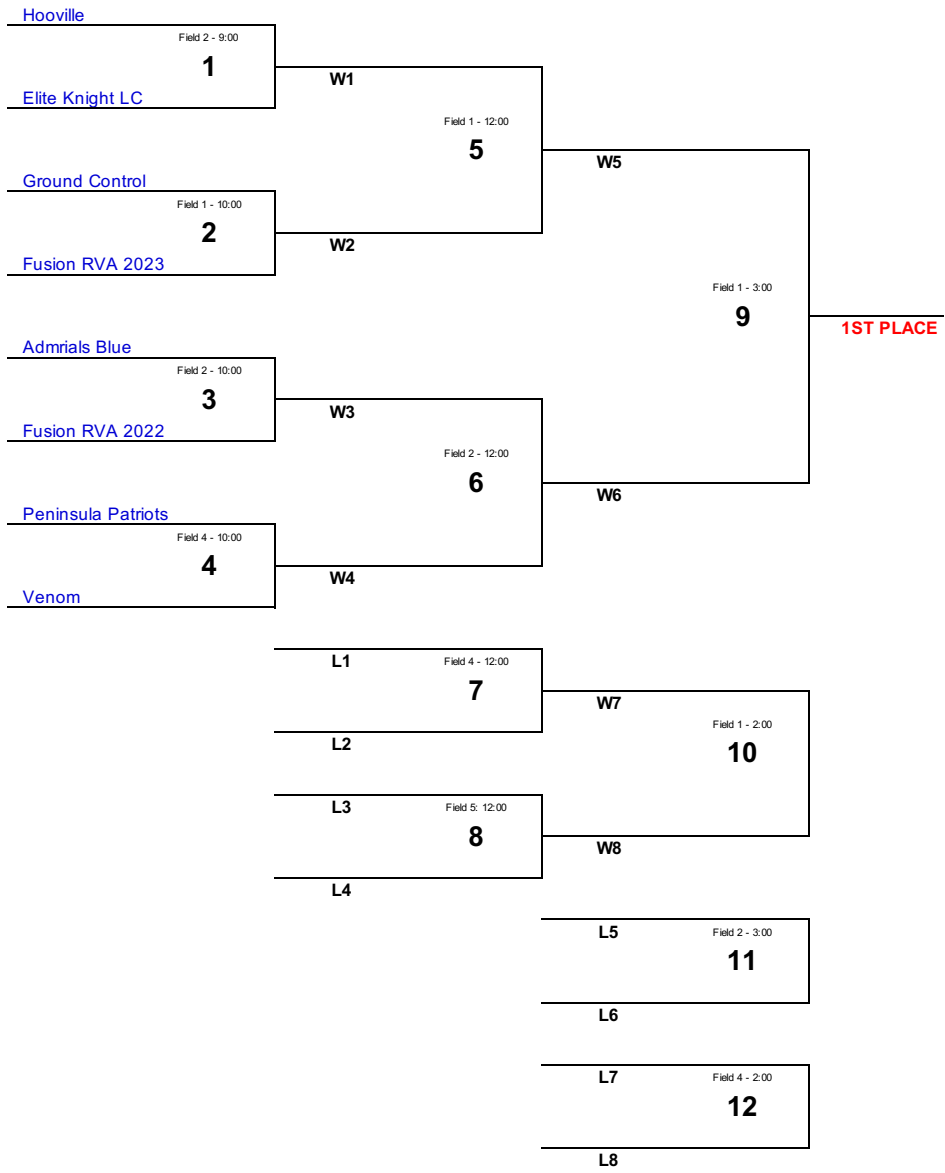 Hooville
Field 2 - 9:00
1
W1
Elite Knight LC
Field 1 - 12:00
5
W5
Ground Control
Field 1 - 10:00
2
W2
Fusion RVA 2023
Field 1 - 3:00
9
1ST PLACE
Admrials Blue
Field 2 - 10:00
3
W3
Fusion RVA 2022
Field 2 - 12:00
6
W6
Peninsula Patriots
Field 4 - 10:00
4
W4
Venom
L1
Field 4 - 12:00
7
W7
L2
Field 1 - 2:00
10
L3
Field 5: 12:00
8
W8
L4
L5
Field 2 - 3:00
11
L6
L7
Field 4 - 2:00
12
L8